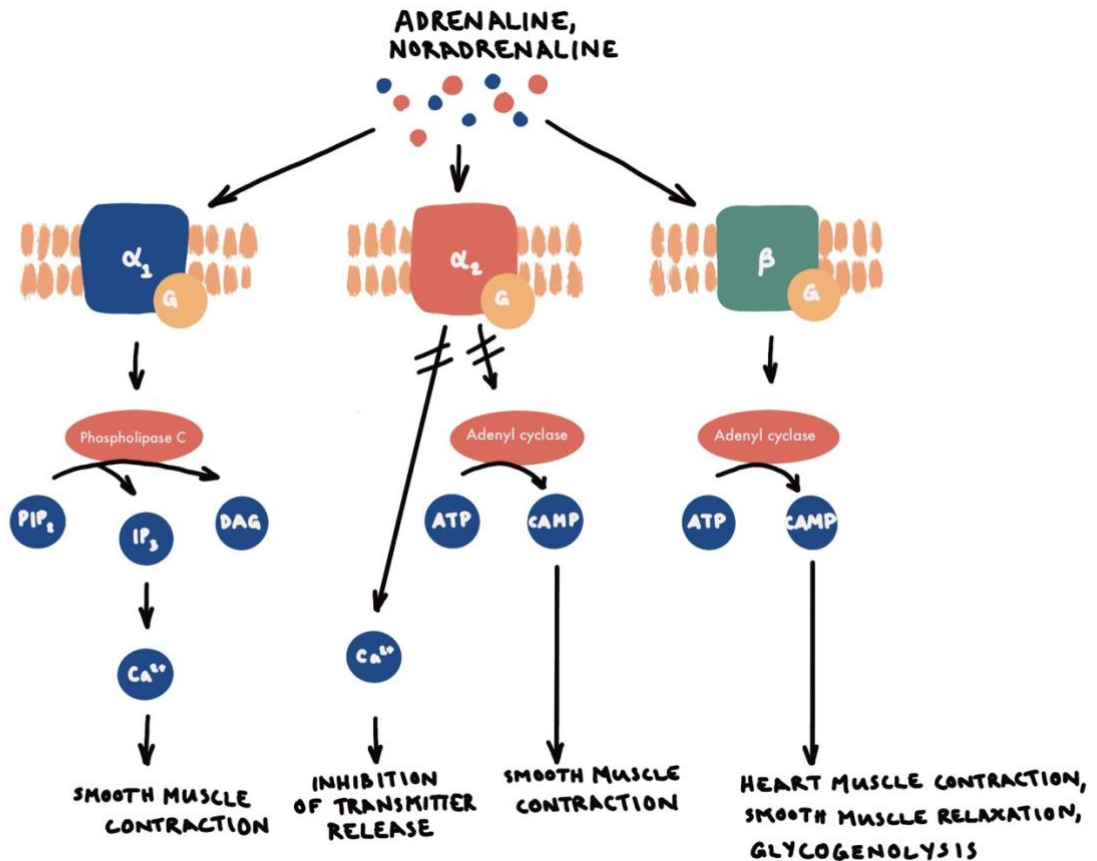 ADRENALINE,
NORADRENALINE
α₁
G
α₂
G
β
G
Phospholipase C
Adenyl cyclase
Adenyl cyclase
PIP₂
IP₃
DAG
ATP
CAMP
ATP
CAMP
Ca²⁺
Ca²⁺
SMOOTH MUSCLE
CONTRACTION
INHIBITION
OF TRANSMITTER
RELEASE
SMOOTH MUSCLE
CONTRACTION
HEART MUSCLE CONTRACTION,
SMOOTH MUSCLE RELAXATION,
GLYCOGENOLYSIS